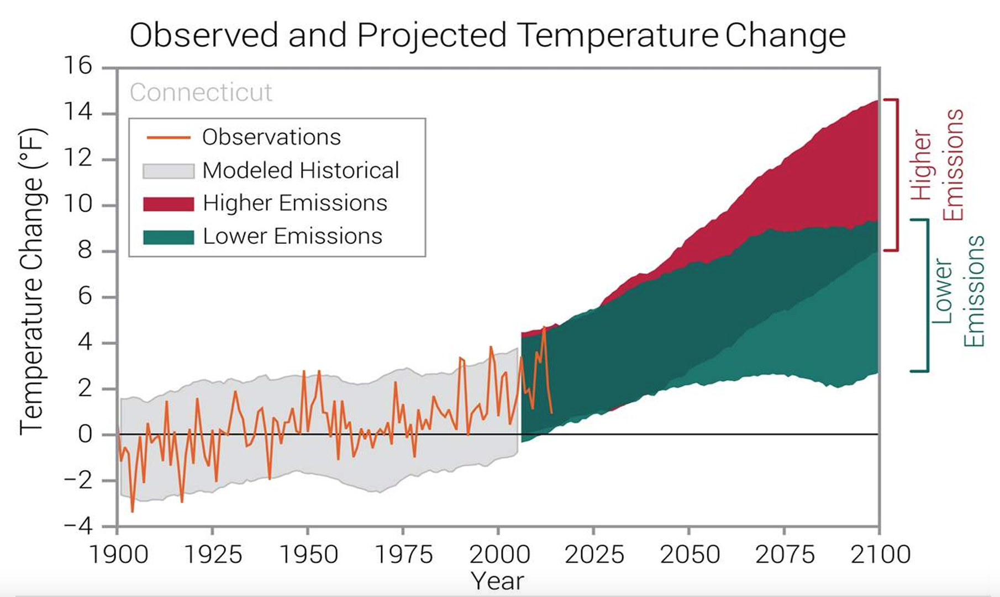 Observed and Projected Temperature Change
Connecticut
Observations
Modeled Historical
Higher Emissions
Lower Emissions
Temperature Change (°F)
16
14
12
10
8
6
4
2
0
−2
−4
1900
1925
1950
1975
2000
2025
2050
2075
2100
Year
Higher
Emissions
Lower
Emissions